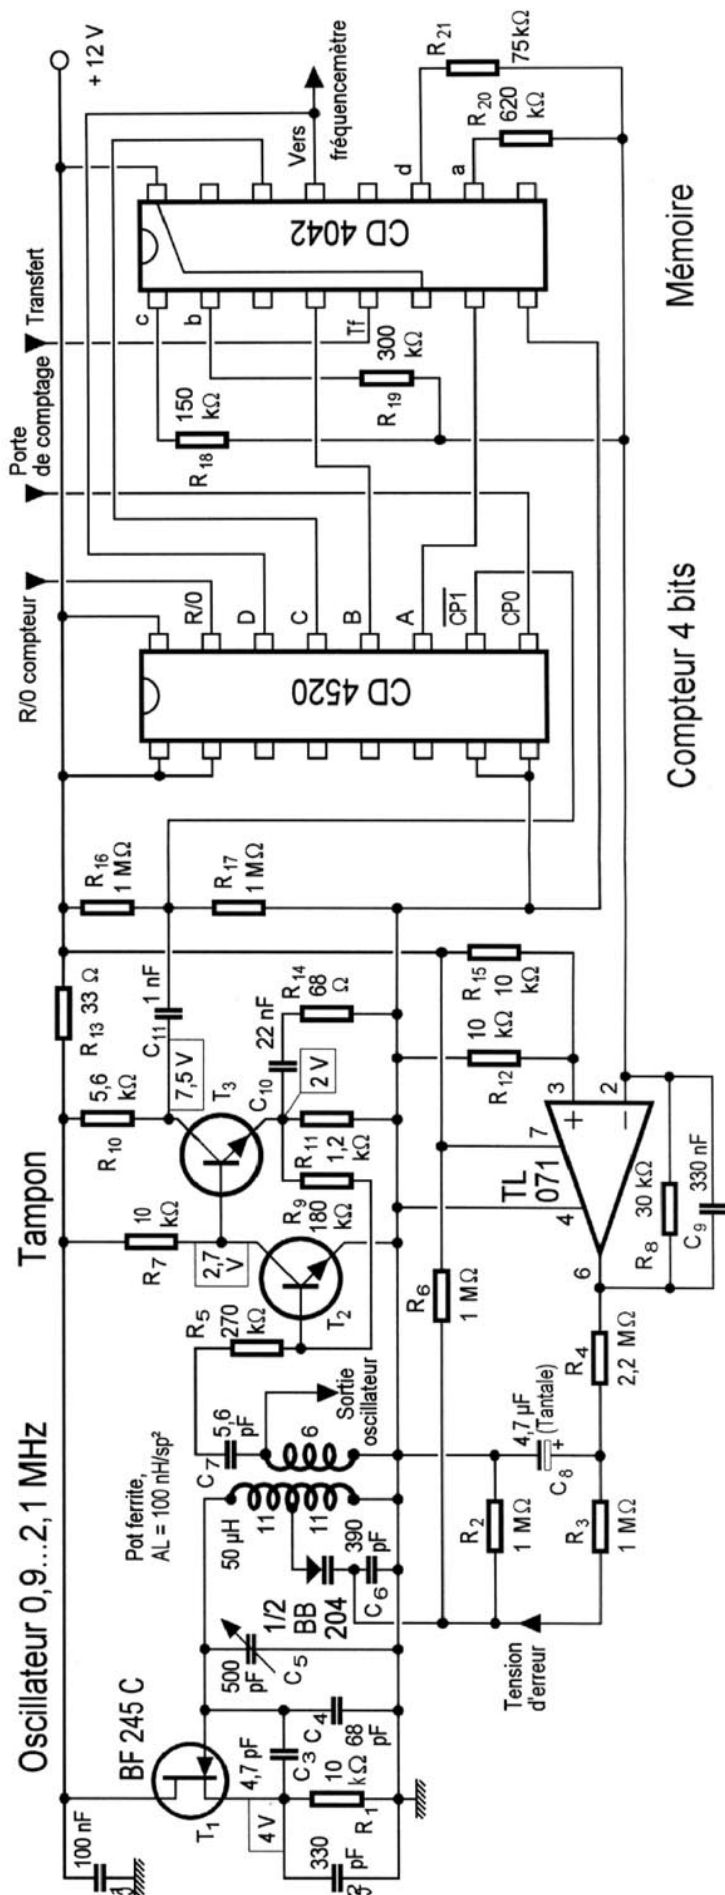 Oscillateur 0,9...2,1 MHz
Tampon
Compteur 4 bits
Mémoire
100 nF
BF 245 C
T1
4 V
330
pF
R1
10
kΩ
4,7 pF
C3
C4
68
pF
500
pF
C5
1/2
BB
204
390
pF
C6
Pot ferrite,
AL = 100 nH/sp²
50 µH
11
11
6
C7
5,6
pF
Sortie
oscillateur
R5
270
kΩ
T2
R7
10
kΩ
2,7
V
R9
180
kΩ
R10
5,6
kΩ
T3
7,5 V
C11
1 nF
R13 33 Ω
C10
22 nF
2 V
R11
1,2
kΩ
R14
68
Ω
R16
1 MΩ
R17
1 MΩ
R/0 compteur
Porte
de comptage
Transfert
+ 12 V
R/0
D
C
B
A
CP1
CP0
CD 4520
R18
150
kΩ
R19
300
kΩ
c
b
Tf
CD 4042
d
a
Vers
fréquencemètre
R21
75 kΩ
R20
620
kΩ
Tension
d'erreur
R2
1 MΩ
R3
1 MΩ
4,7 µF
+ (Tantale)
C8
R6
1 MΩ
R4
2,2 MΩ
R12
10
kΩ
R15
10
kΩ
TL
071
3
2
7
4
6
+
−
R8
30 kΩ
C9
330 nF